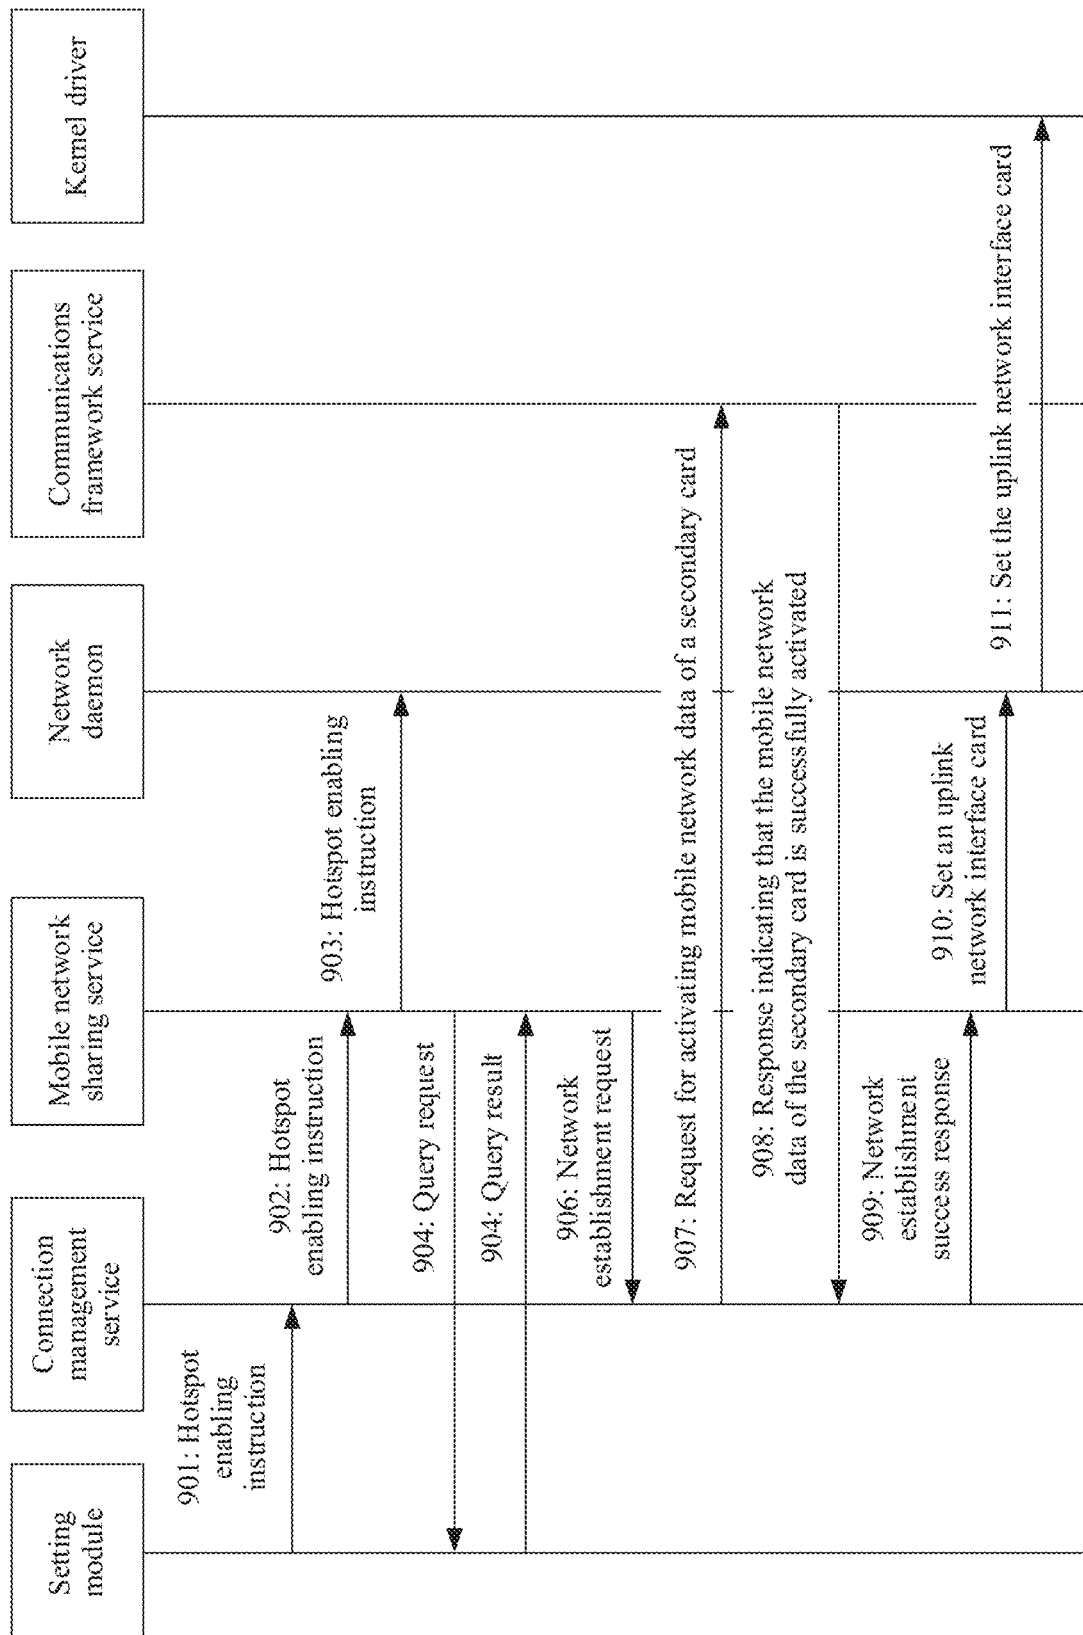 Setting
module
Connection
management
service
Mobile network
sharing service
Network
daemon
Communications
framework service
Kernel driver
901: Hotspot
enabling
instruction
902: Hotspot
enabling instruction
903: Hotspot enabling
instruction
904: Query request
904: Query result
906: Network
establishment request
907: Request for activating mobile network data of a secondary card
908: Response indicating that the mobile network
data of the secondary card is successfully activated
909: Network
establishment
success response
910: Set an uplink
network interface card
911: Set the uplink network interface card